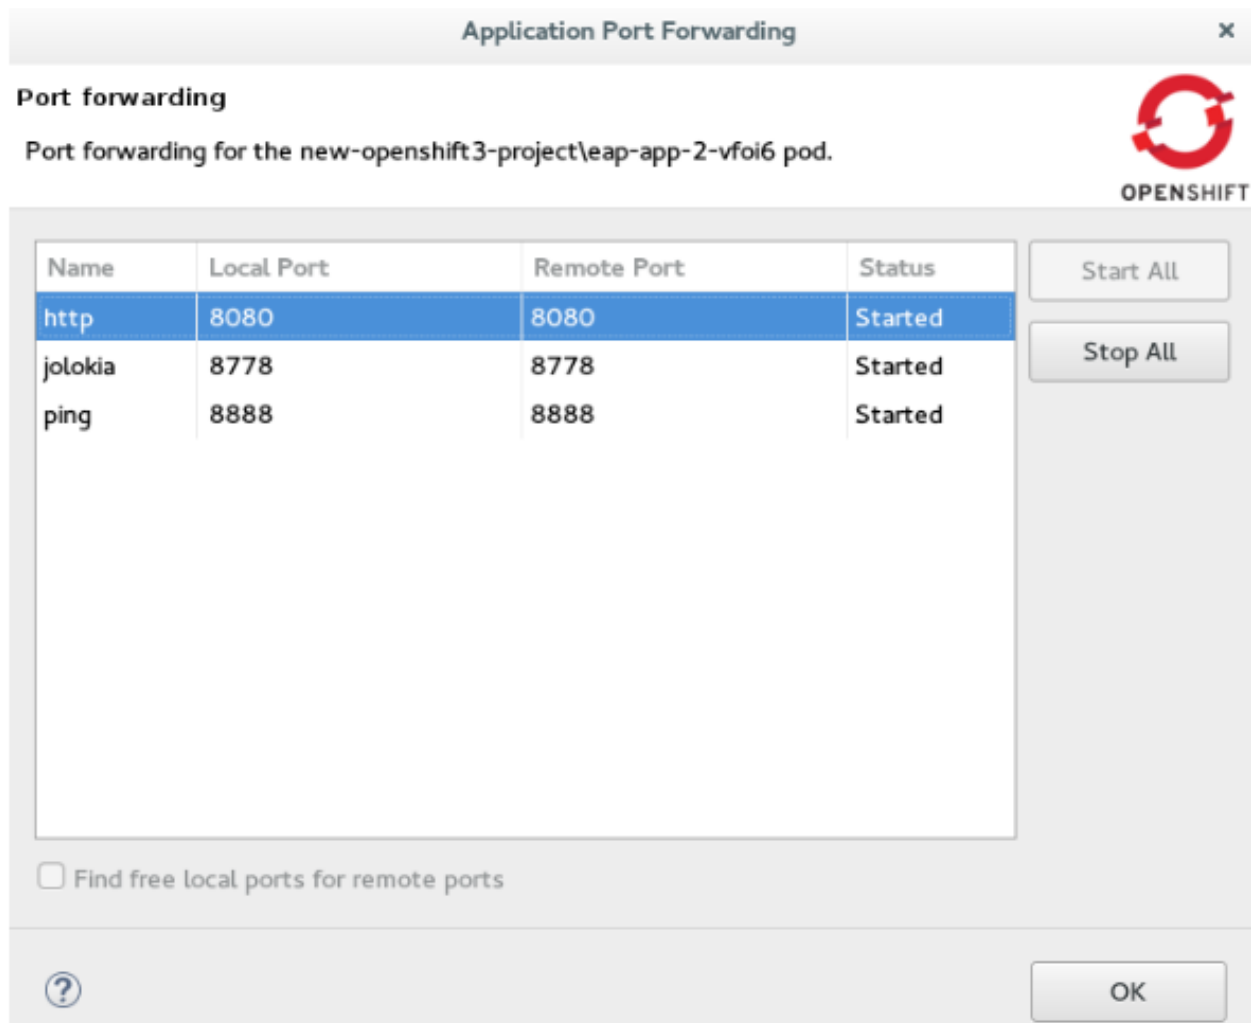 Application Port Forwarding ×
Port forwarding
Port forwarding for the new-openshift3-project\eap-app-2-vfoi6 pod.
OPENSHIFT
Name Local Port Remote Port Status
http 8080 8080 Started
jolokia 8778 8778 Started
ping 8888 8888 Started
Start All
Stop All
Find free local ports for remote ports
?
OK